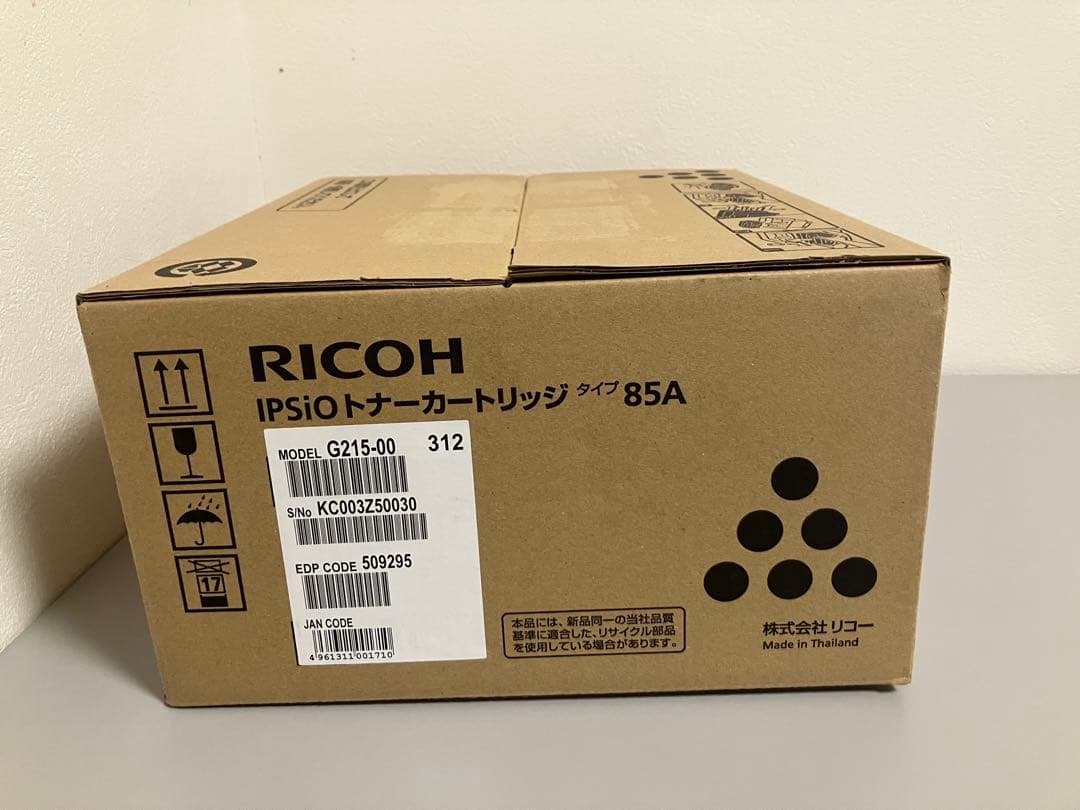 RICOH
IPSiO トナーカートリッジ タイプ 85A
MODEL G215-00 312
S/No KC003Z50030
EDP CODE 509295
JAN CODE
4 961311 001710
17
本品には、新品同一の当社品質
基準に適合した、リサイクル部品
を使用している場合があります。
株式会社 リコー
Made in Thailand